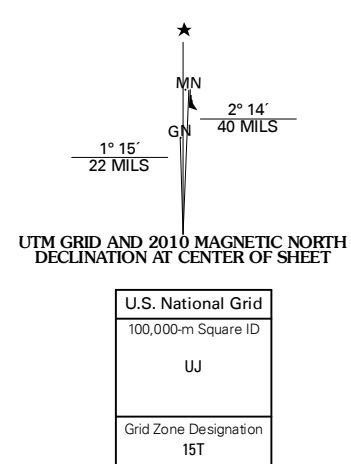 MN
GN
2° 14´
40 MILS
1° 15´
22 MILS
UTM GRID AND 2010 MAGNETIC NORTH
DECLINATION AT CENTER OF SHEET
U.S. National Grid
100,000-m Square ID
UJ
Grid Zone Designation
15T